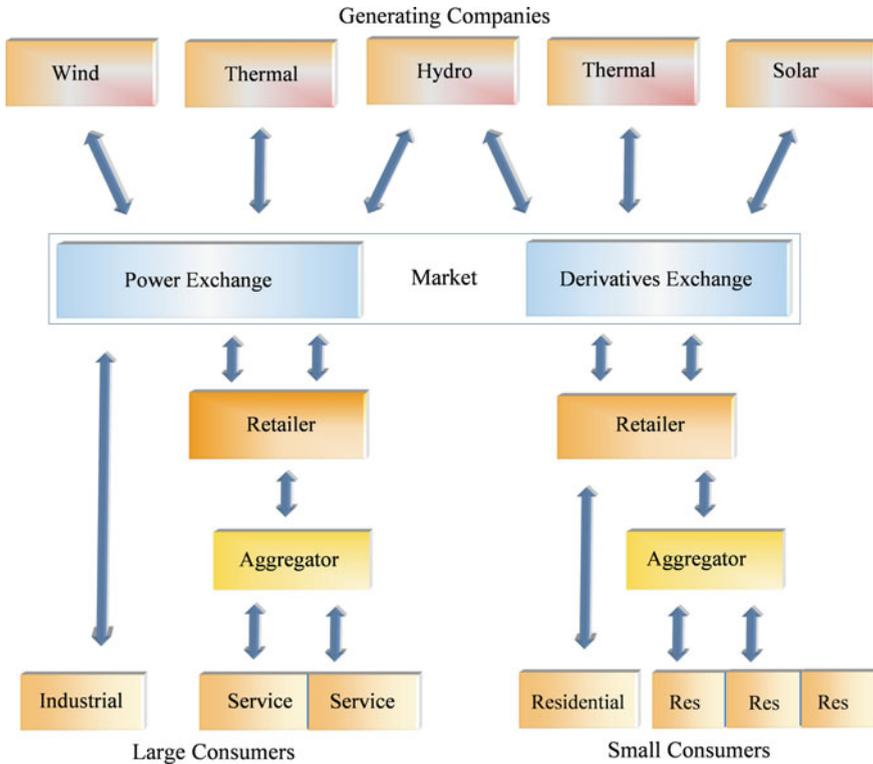 Generating Companies
Wind
Thermal
Hydro
Thermal
Solar
Power Exchange
Market
Derivatives Exchange
Retailer
Retailer
Aggregator
Aggregator
Industrial
Service
Service
Residential
Res
Res
Res
Large Consumers
Small Consumers